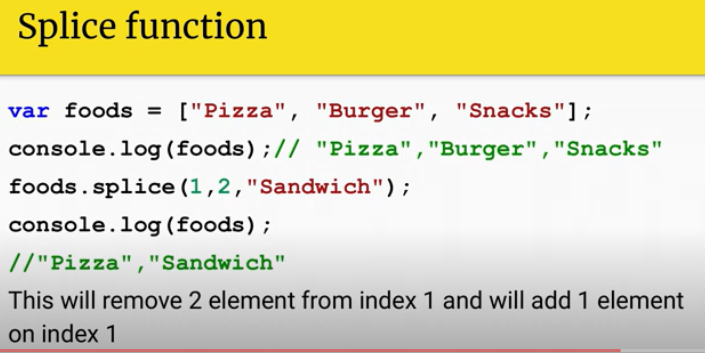 Splice function
var foods = ["Pizza", "Burger", "Snacks"];
console.log(foods);// "Pizza","Burger","Snacks"
foods.splice(1,2,"Sandwich");
console.log(foods);
//"Pizza","Sandwich"
This will remove 2 element from index 1 and will add 1 element
on index 1